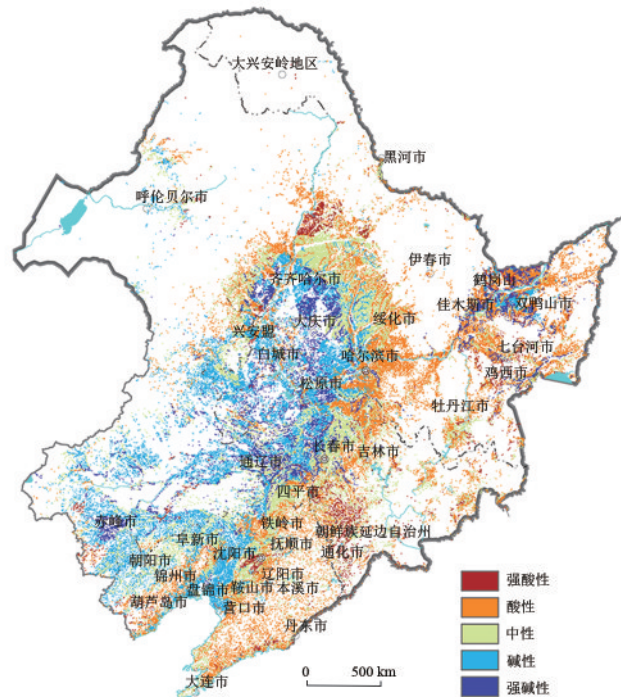 大兴安岭地区
黑河市
呼伦贝尔市
伊春市
鹤岗山
齐齐哈尔市
佳木斯市
双鸭山市
大庆市
绥化市
兴安盟
白城市
哈尔滨市
七台河市
鸡西市
松原市
牡丹江市
长春市
吉林市
通辽市
四平市
赤峰市
铁岭市
朝鲜族延边自治州
阜新市
沈阳市
抚顺市
通化市
朝阳市
锦州市
辽阳市
盘锦市
鞍山市
本溪市
葫芦岛市
营口市
丹东市
大连市
0 500 km
强酸性
酸性
中性
碱性
强碱性